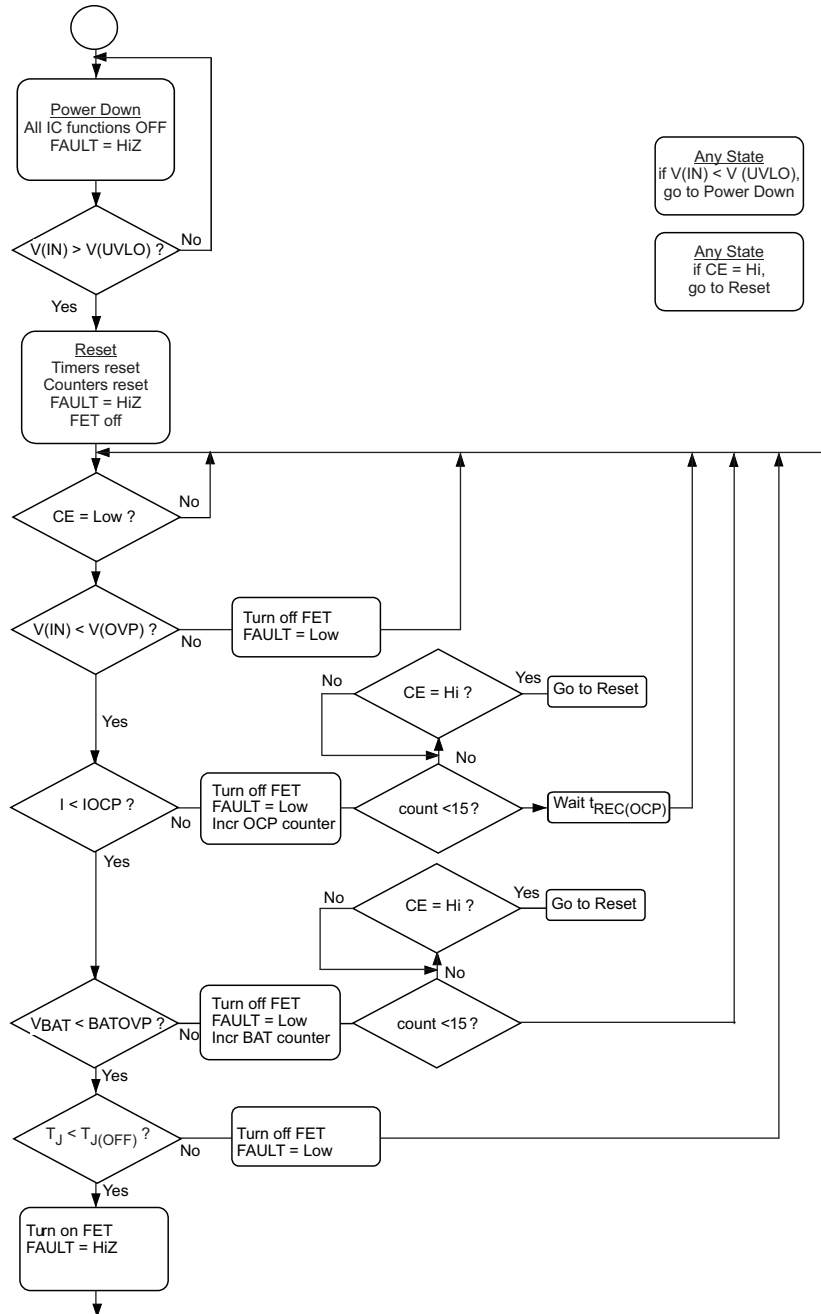 Power Down
All IC functions OFF
FAULT = HiZ
Any State
if V(IN) < V (UVLO),
go to Power Down
V(IN) > V(UVLO) ?
No
Any State
if CE = Hi,
go to Reset
Yes
Reset
Timers reset
Counters reset
FAULT = HiZ
FET off
CE = Low ?
No
V(IN) < V(OVP) ?
No
Turn off FET
FAULT = Low
Yes
No
CE = Hi ?
Yes
Go to Reset
No
I < IOCP ?
No
Turn off FET
FAULT = Low
Incr OCP counter
count <15?
Wait tREC(OCP)
Yes
No
CE = Hi ?
Yes
Go to Reset
No
VBAT < BATOVP ?
No
Turn off FET
FAULT = Low
Incr BAT counter
count <15?
Yes
TJ < TJ(OFF) ?
No
Turn off FET
FAULT = Low
Yes
Turn on FET
FAULT = HiZ